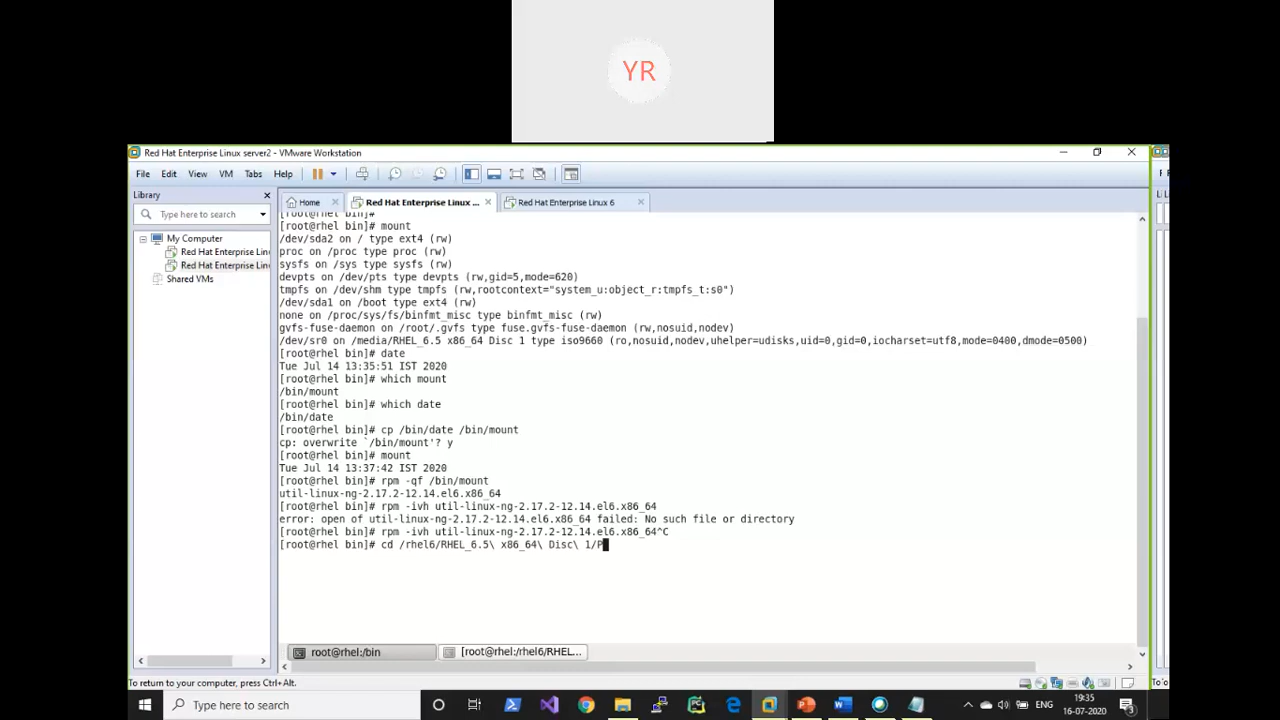 YR
Red Hat Enterprise Linux server2 - VMware Workstation
File Edit View VM Tabs Help
Library
Type here to search
My Computer
Red Hat Enterprise Lin
Red Hat Enterprise Lin
Shared VMs
Home
Red Hat Enterprise Linux ...
Red Hat Enterprise Linux 6
[root@rhel bin]#
[root@rhel bin]# mount
/dev/sda2 on / type ext4 (rw)
proc on /proc type proc (rw)
sysfs on /sys type sysfs (rw)
devpts on /dev/pts type devpts (rw,gid=5,mode=620)
tmpfs on /dev/shm type tmpfs (rw,rootcontext="system_u:object_r:tmpfs_t:s0")
/dev/sda1 on /boot type ext4 (rw)
none on /proc/sys/fs/binfmt_misc type binfmt_misc (rw)
gvfs-fuse-daemon on /root/.gvfs type fuse.gvfs-fuse-daemon (rw,nosuid,nodev)
/dev/sr0 on /media/RHEL_6.5 x86_64 Disc 1 type iso9660 (ro,nosuid,nodev,uhelper=udisks,uid=0,gid=0,iocharset=utf8,mode=0400,dmode=0500)
[root@rhel bin]# date
Tue Jul 14 13:35:51 IST 2020
[root@rhel bin]# which mount
/bin/mount
[root@rhel bin]# which date
/bin/date
[root@rhel bin]# cp /bin/date /bin/mount
cp: overwrite `/bin/mount'? y
[root@rhel bin]# mount
Tue Jul 14 13:37:42 IST 2020
[root@rhel bin]# rpm -qf /bin/mount
util-linux-ng-2.17.2-12.14.el6.x86_64
[root@rhel bin]# rpm -ivh util-linux-ng-2.17.2-12.14.el6.x86_64
error: open of util-linux-ng-2.17.2-12.14.el6.x86_64 failed: No such file or directory
[root@rhel bin]# rpm -ivh util-linux-ng-2.17.2-12.14.el6.x86_64^C
[root@rhel bin]# cd /rhel6/RHEL_6.5\ x86_64\ Disc\ 1/P
root@rhel:/bin
[root@rhel:/rhel6/RHEL...
To return to your computer, press Ctrl+Alt.
Type here to search
ENG
19:35
16-07-2020
3